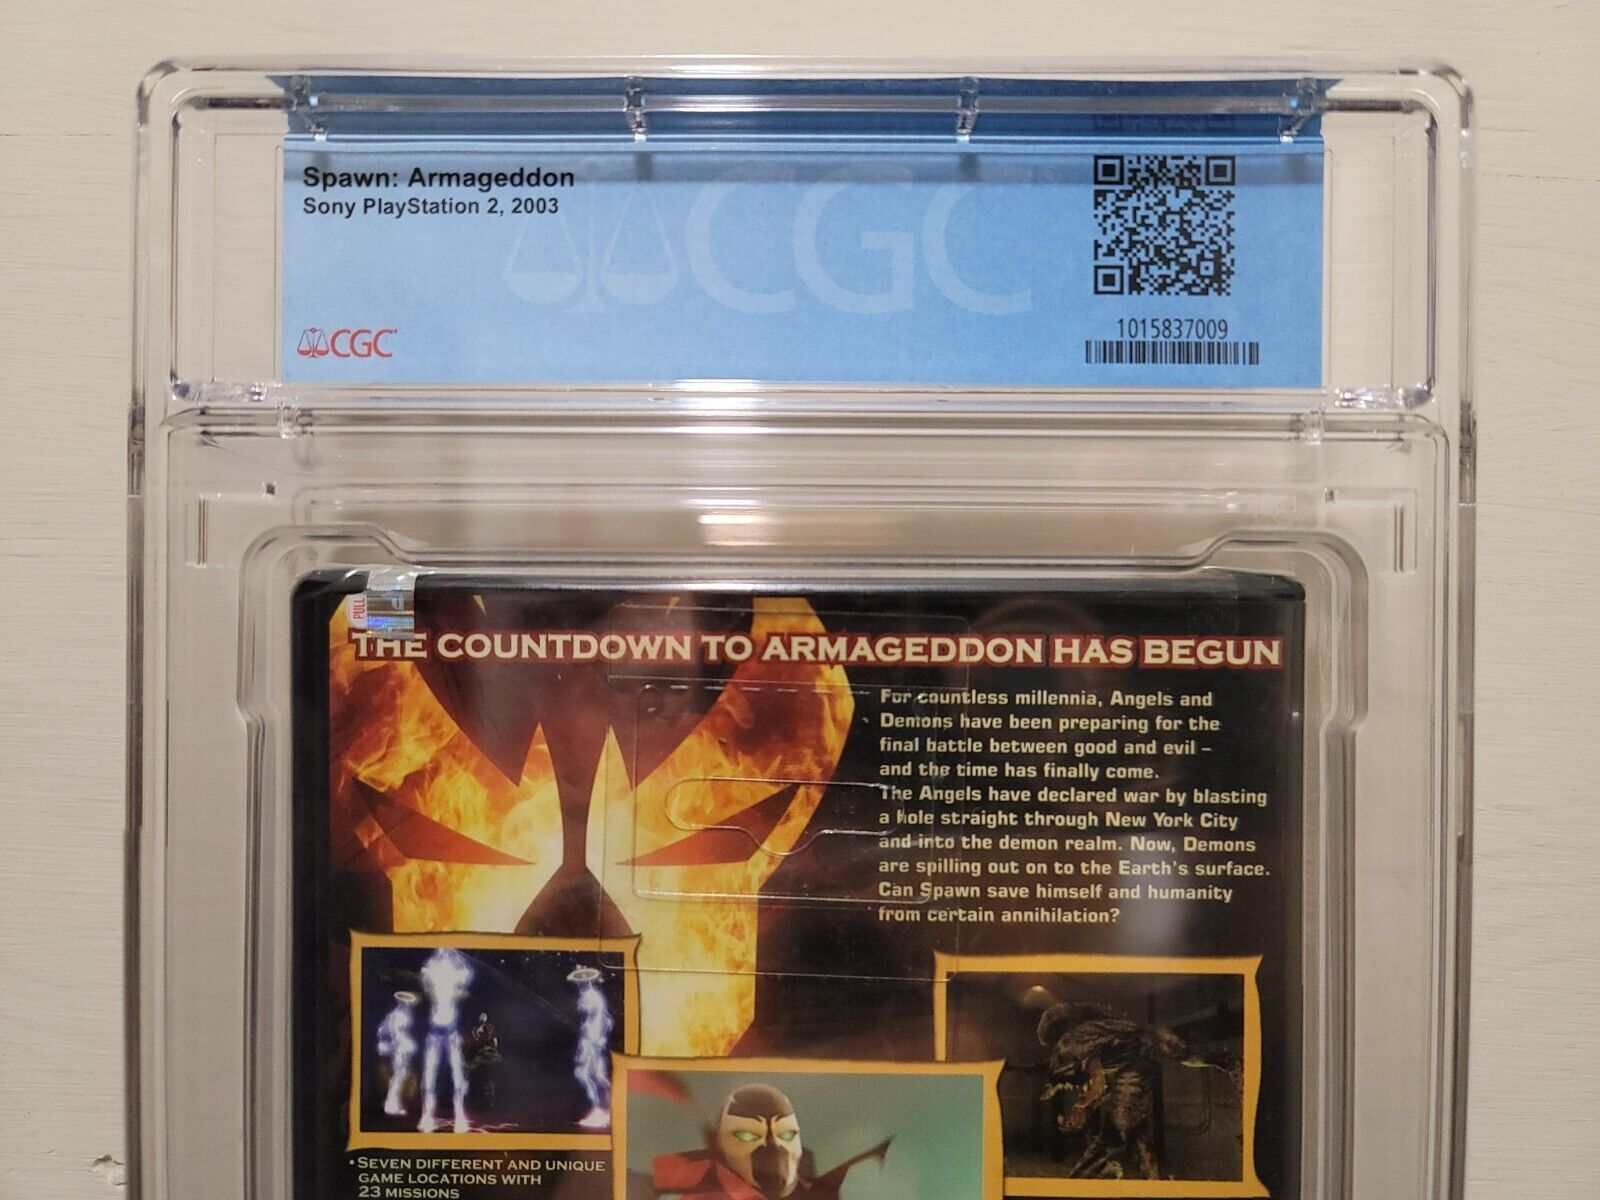 Spawn: Armageddon
Sony PlayStation 2, 2003
CGC
CGC
1015837009
PULL
THE COUNTDOWN TO ARMAGEDDON HAS BEGUN
For countless millennia, Angels and
Demons have been preparing for the
final battle between good and evil –
and the time has finally come.
The Angels have declared war by blasting
a hole straight through New York City
and into the demon realm. Now, Demons
are spilling out on to the Earth's surface.
Can Spawn save himself and humanity
from certain annihilation?
• SEVEN DIFFERENT AND UNIQUE
GAME LOCATIONS WITH
23 MISSIONS